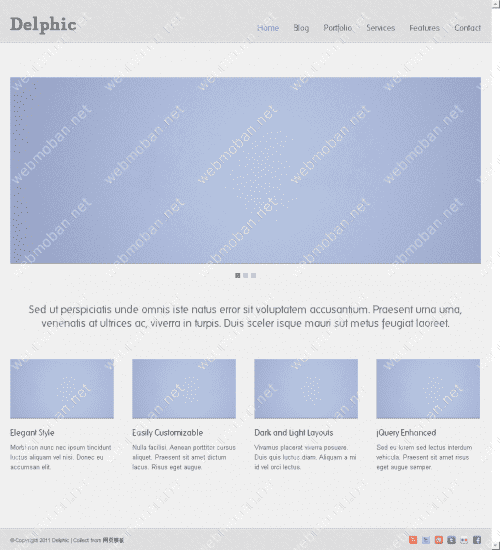 Delphic
Home Blog Portfolio Services Features Contact
Sed ut perspiciatis unde omnis iste natus error sit voluptatem accusantium. Praesent urna urna,
venenatis at ultrices ac, viverra in turpis. Duis sceler isque mauri sut metus feugiat laoreet.
Elegant Style
Morbi non nunc nec ipsum tincidunt
luctus aliquam vel nisi. Donec eu
accumsan elit.
Easily Customizable
Nulla facilisi. Aenean porttitor cursus
aliquet. Praesent sit amet dictum
lacus. Risus eget augue.
Dark and Light Layouts
Vivamus placerat viverra posuere.
Duis quis luctus diam. Aliquam a mi
id vel orci lectus.
jQuery Enhanced
Sed eu lorem sed lectus interdum
vehicula. Praesent sit amet risus
eget augue semper.
© Copyright 2011 Delphic | Collect from 网页模板
webmoban.net